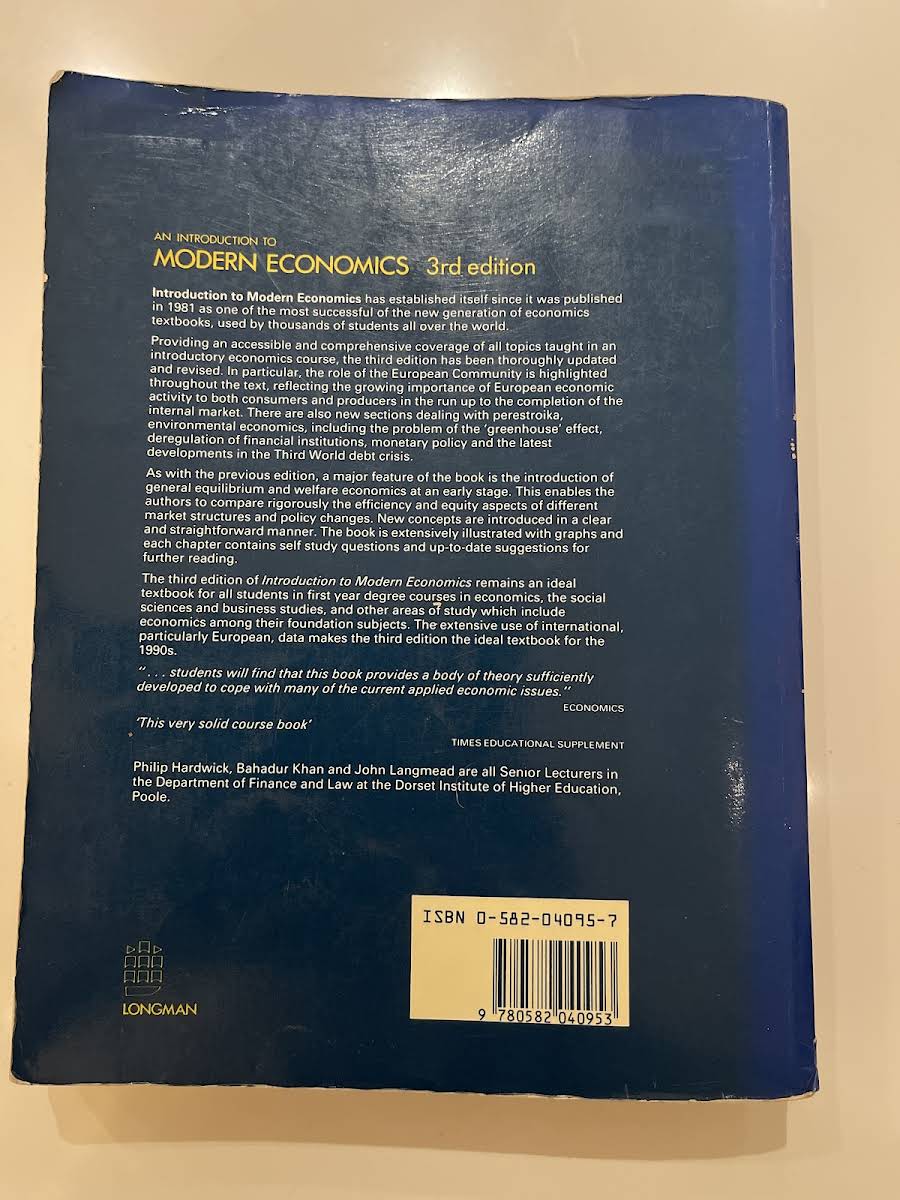 AN INTRODUCTION TO
MODERN ECONOMICS 3rd edition
Introduction to Modern Economics has established itself since it was published
in 1981 as one of the most successful of the new generation of economics
textbooks, used by thousands of students all over the world.
Providing an accessible and comprehensive coverage of all topics taught in an
introductory economics course, the third edition has been thoroughly updated
and revised. In particular, the role of the European Community is highlighted
throughout the text, reflecting the growing importance of European economic
activity to both consumers and producers in the run up to the completion of the
internal market. There are also new sections dealing with perestroika,
environmental economics, including the problem of the 'greenhouse' effect,
deregulation of financial institutions, monetary policy and the latest
developments in the Third World debt crisis.
As with the previous edition, a major feature of the book is the introduction of
general equilibrium and welfare economics at an early stage. This enables the
authors to compare rigorously the efficiency and equity aspects of different
market structures and policy changes. New concepts are introduced in a clear
and straightforward manner. The book is extensively illustrated with graphs and
each chapter contains self study questions and up-to-date suggestions for
further reading.
The third edition of Introduction to Modern Economics remains an ideal
textbook for all students in first year degree courses in economics, the social
sciences and business studies, and other areas of study which include
economics among their foundation subjects. The extensive use of international,
particularly European, data makes the third edition the ideal textbook for the
1990s.
"... students will find that this book provides a body of theory sufficiently
developed to cope with many of the current applied economic issues."
ECONOMICS
'This very solid course book'
TIMES EDUCATIONAL SUPPLEMENT
Philip Hardwick, Bahadur Khan and John Langmead are all Senior Lecturers in
the Department of Finance and Law at the Dorset Institute of Higher Education,
Poole.
ISBN 0-582-04095-7
9 780582 040953
LONGMAN